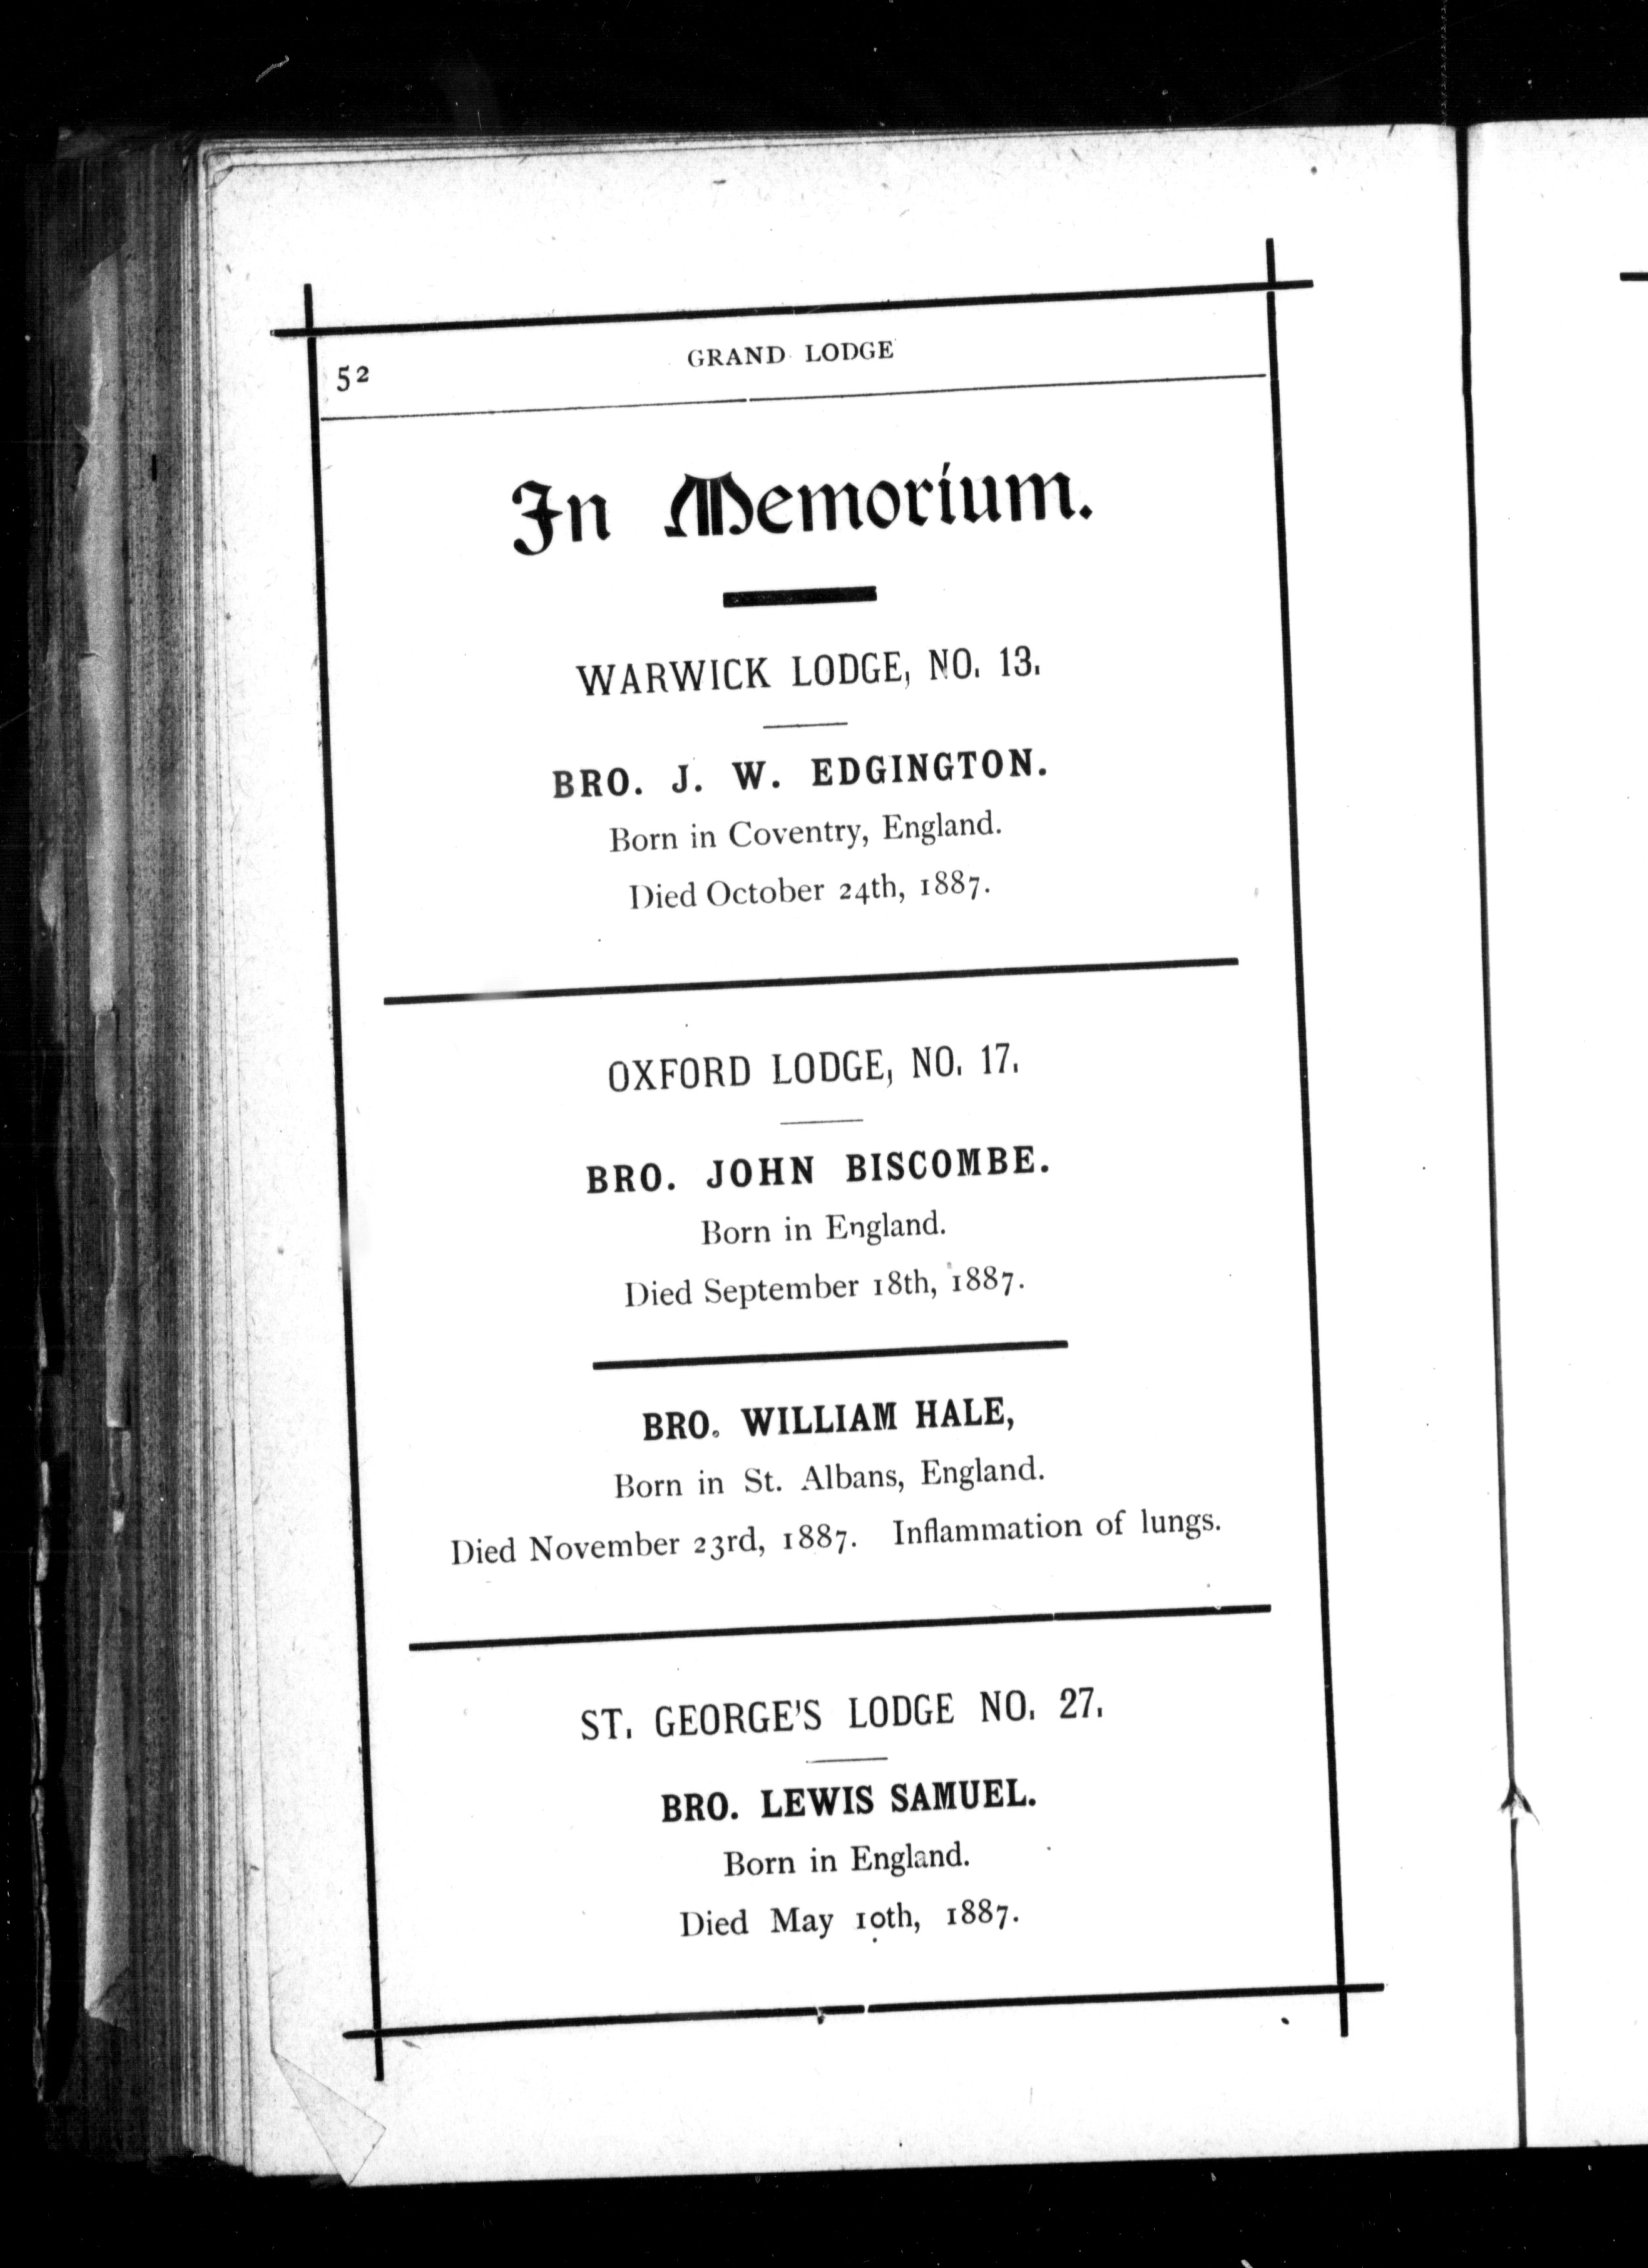 52
GRAND LODGE
In Memorium.
WARWICK LODGE, NO. 13.
BRO. J. W. EDGINGTON.
Born in Coventry, England.
Died October 24th, 1887.
OXFORD LODGE, NO. 17.
BRO. JOHN BISCOMBE.
Born in England.
Died September 18th, 1887.
BRO. WILLIAM HALE,
Born in St. Albans, England.
Died November 23rd, 1887. Inflammation of lungs.
ST. GEORGE'S LODGE NO. 27.
BRO. LEWIS SAMUEL.
Born in England.
Died May 10th, 1887.